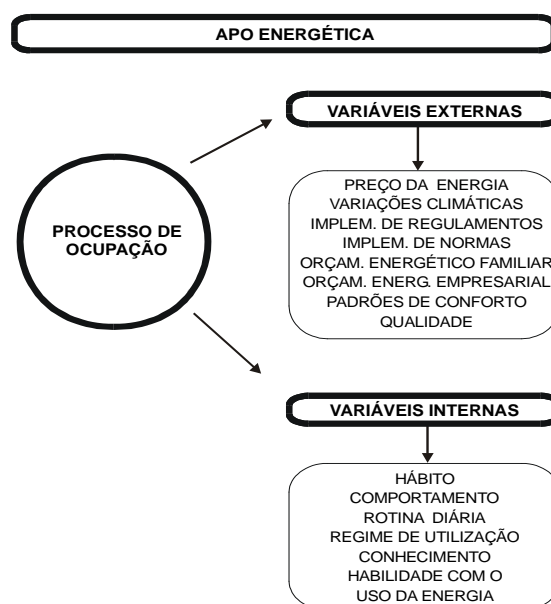 APO ENERGÉTICA
VARIÁVEIS EXTERNAS
PROCESSO DE
OCUPAÇÃO
PREÇO DA ENERGIA
VARIAÇÕES CLIMÁTICAS
IMPLEM. DE REGULAMENTOS
IMPLEM. DE NORMAS
ORÇAM. ENERGÉTICO FAMILIAR
ORÇAM. ENERG. EMPRESARIAL
PADRÕES DE CONFORTO
QUALIDADE
VARIÁVEIS INTERNAS
HÁBITO
COMPORTAMENTO
ROTINA DIÁRIA
REGIME DE UTILIZAÇÃO
CONHECIMENTO
HABILIDADE COM O
USO DA ENERGIA